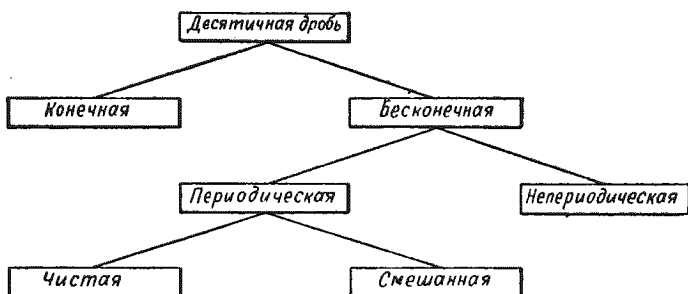 Десятичная дробь
Конечная
Бесконечная
Периодическая
Непериодическая
Чистая
Смешанная